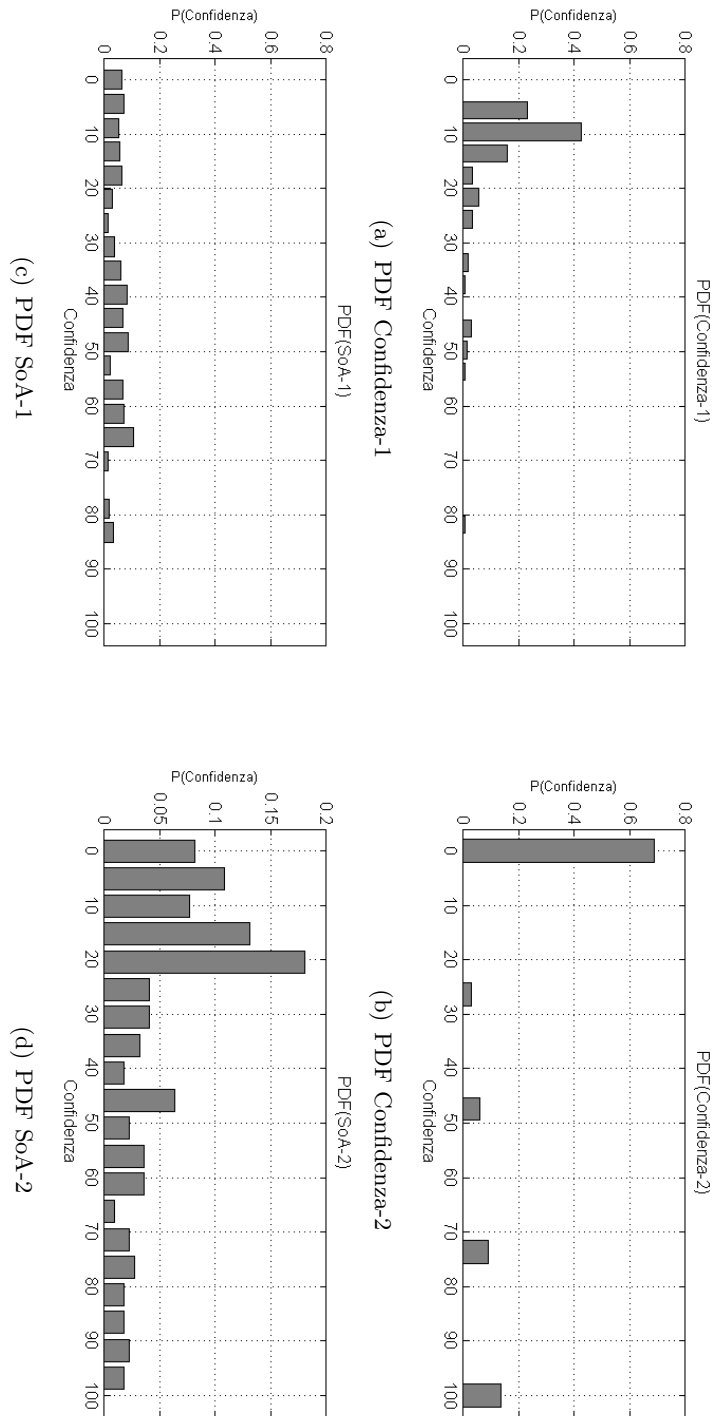 PDF(Confidenza-1)
P(Confidenza)
0.8
0.6
0.4
0.2
0
0 10 20 30 40 50 60 70 80 90 100
Confidenza
(a) PDF Confidenza-1
PDF(Confidenza-2)
P(Confidenza)
0.8
0.6
0.4
0.2
0
0 10 20 30 40 50 60 70 80 90 100
Confidenza
(b) PDF Confidenza-2
PDF(SoA-1)
P(Confidenza)
0.8
0.6
0.4
0.2
0
0 10 20 30 40 50 60 70 80 90 100
Confidenza
(c) PDF SoA-1
PDF(SoA-2)
P(Confidenza)
0.2
0.15
0.1
0.05
0
0 10 20 30 40 50 60 70 80 90 100
Confidenza
(d) PDF SoA-2